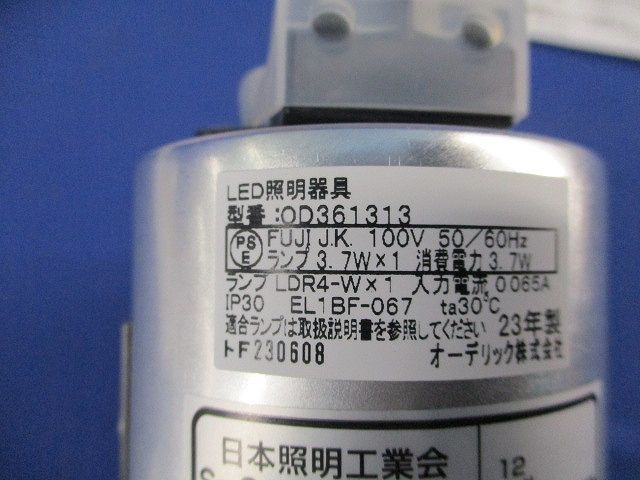 LED照明器具
型番:OD361313
PS E FUJI J.K. 100V 50/60Hz
ランプ3.7W×1 消費電力3.7W
ランプ LDR4-W×1 入力電流 0.065A
IP30 EL1BF-067 ta30℃
適合ランプは取扱説明書を参照してください 23年製
トF230608 オーデリック株式会社
日本照明工業会
12